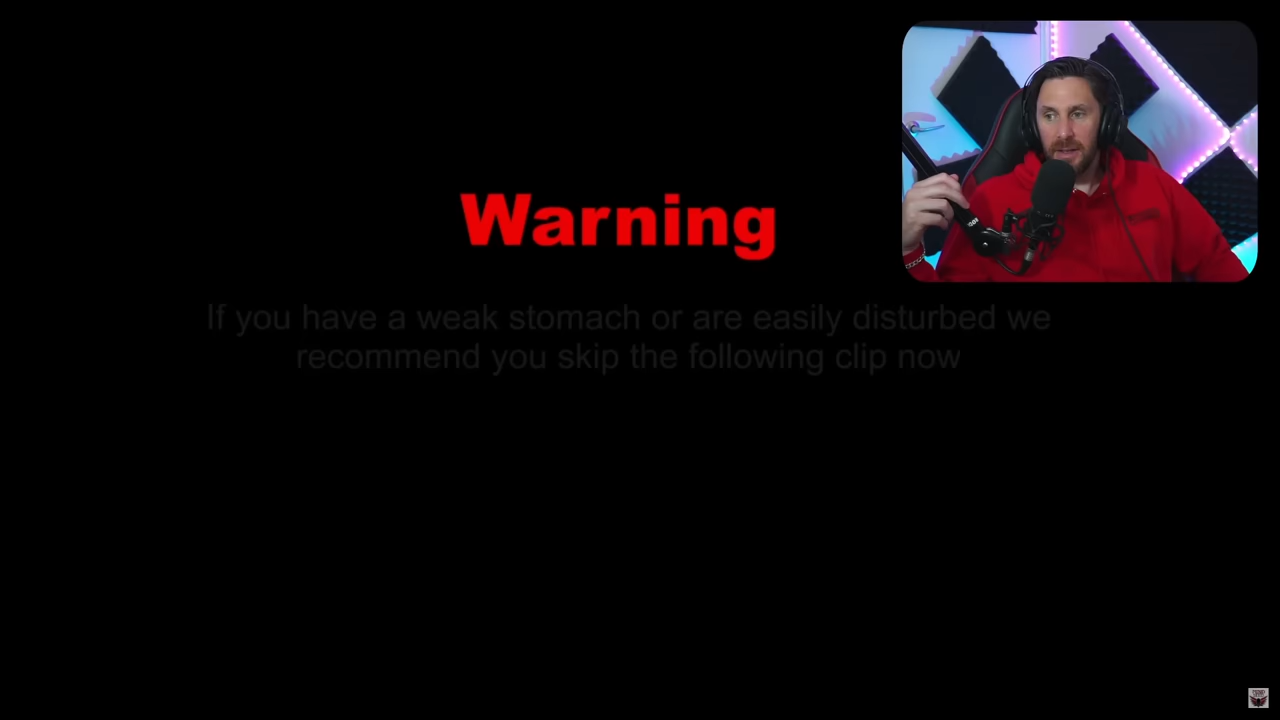 Warning
If you have a weak stomach or are easily disturbed we
recommend you skip the following clip now